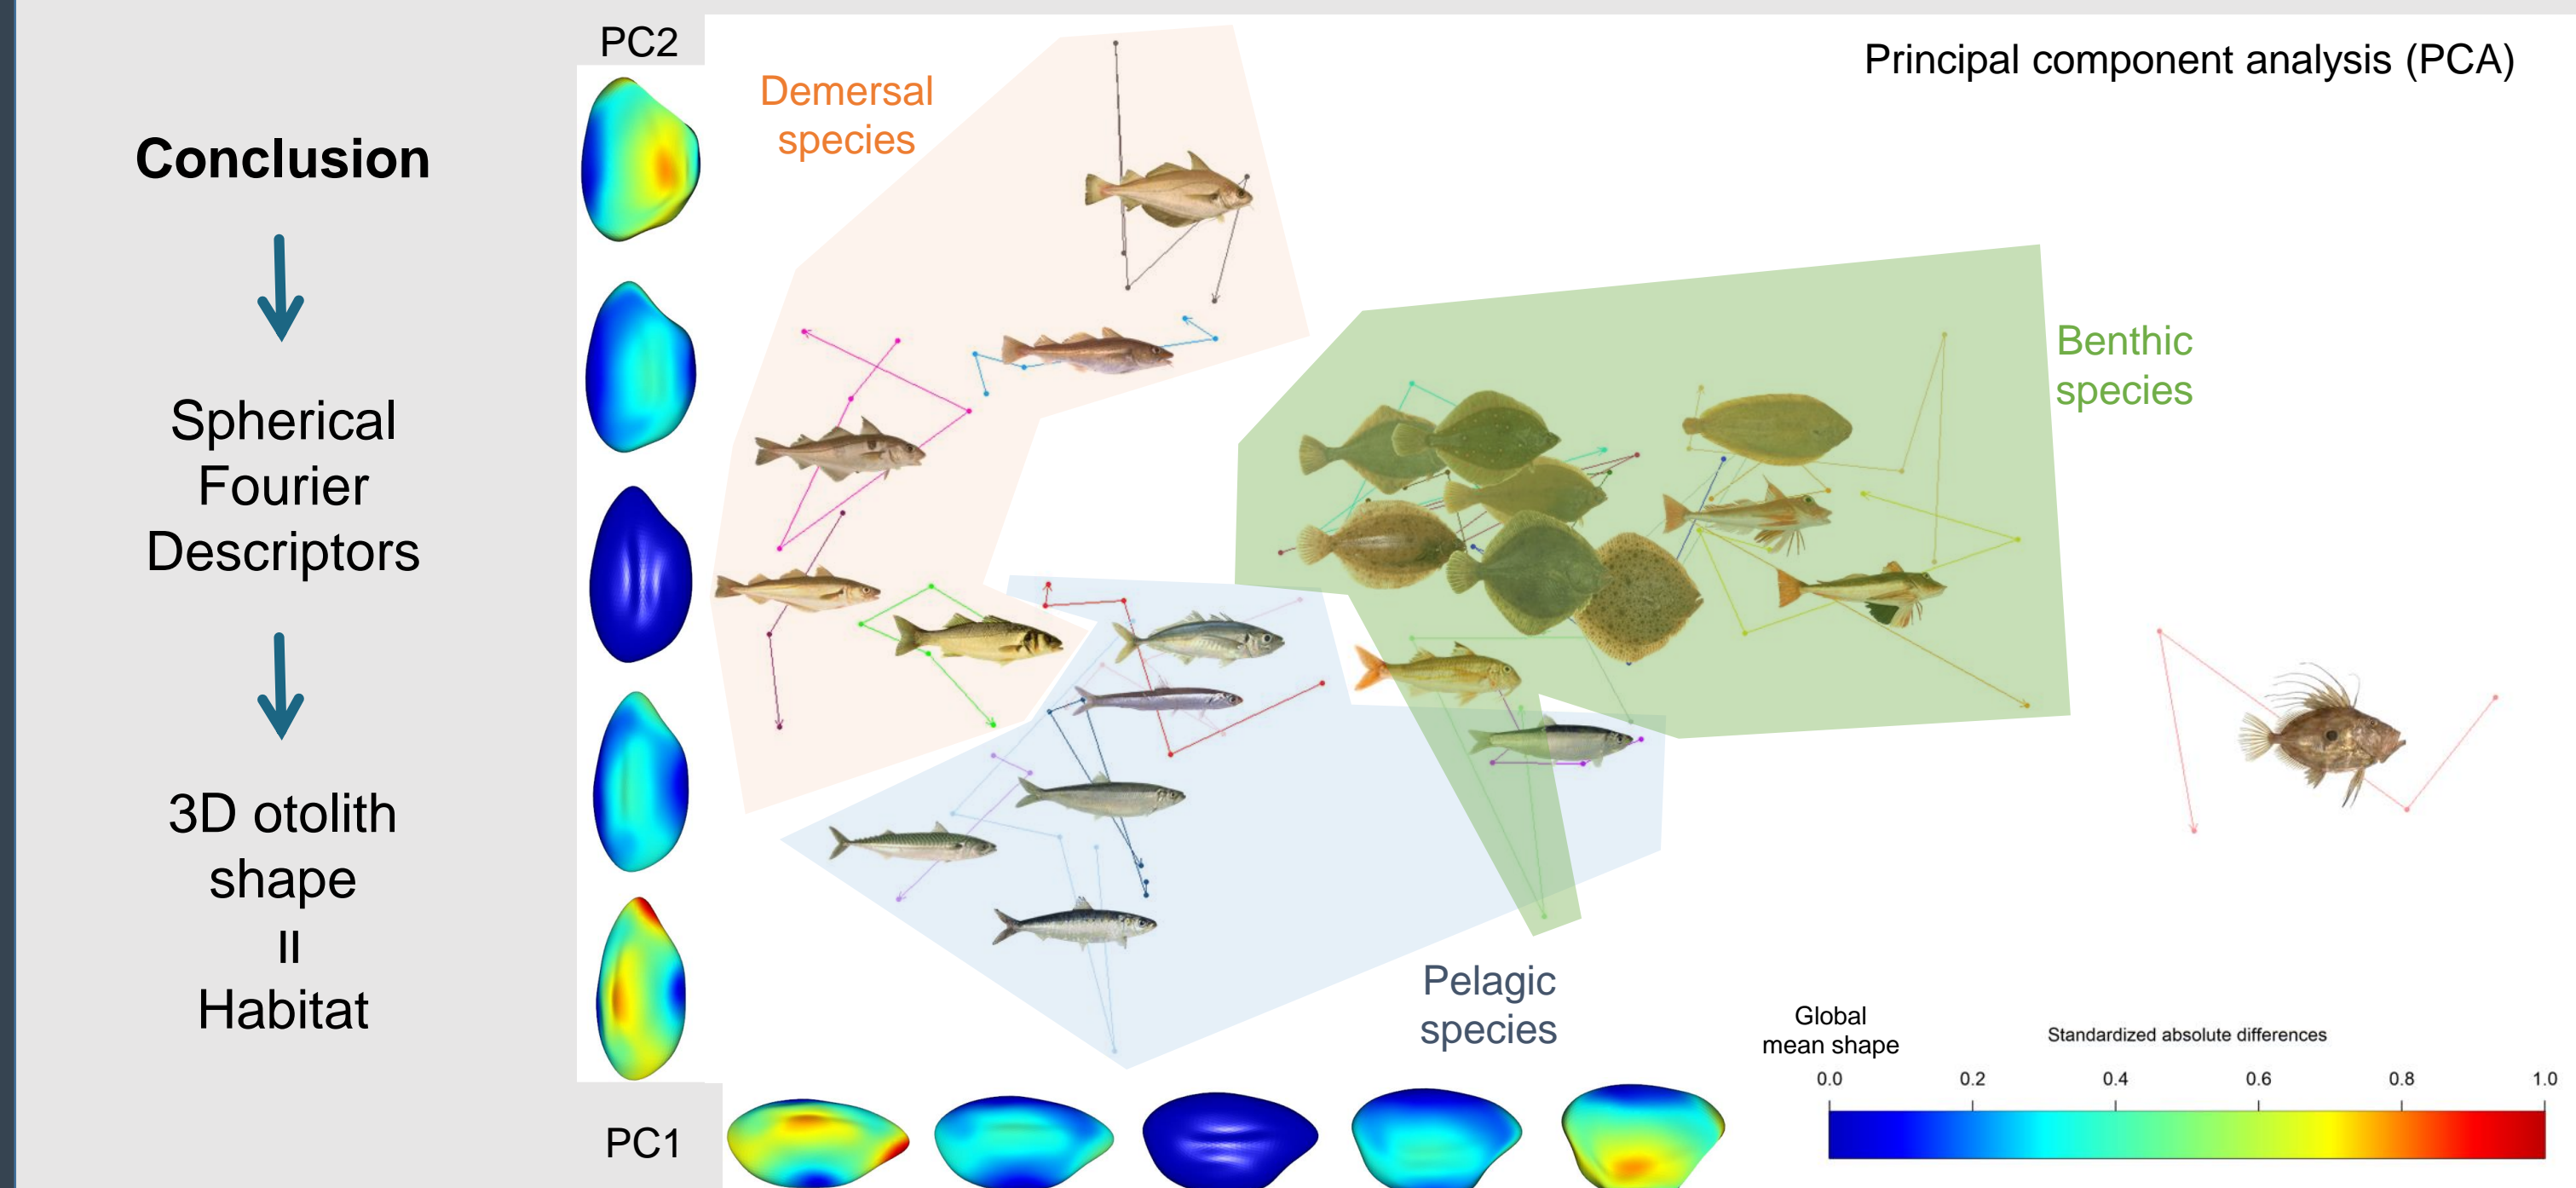 Conclusion
Spherical
Fourier
Descriptors
3D otolith
shape
II
Habitat
PC2
Demersal
species
Principal component analysis (PCA)
Benthic
species
Pelagic
species
Global
mean shape
Standardized absolute differences
0.0 0.2 0.4 0.6 0.8 1.0
PC1